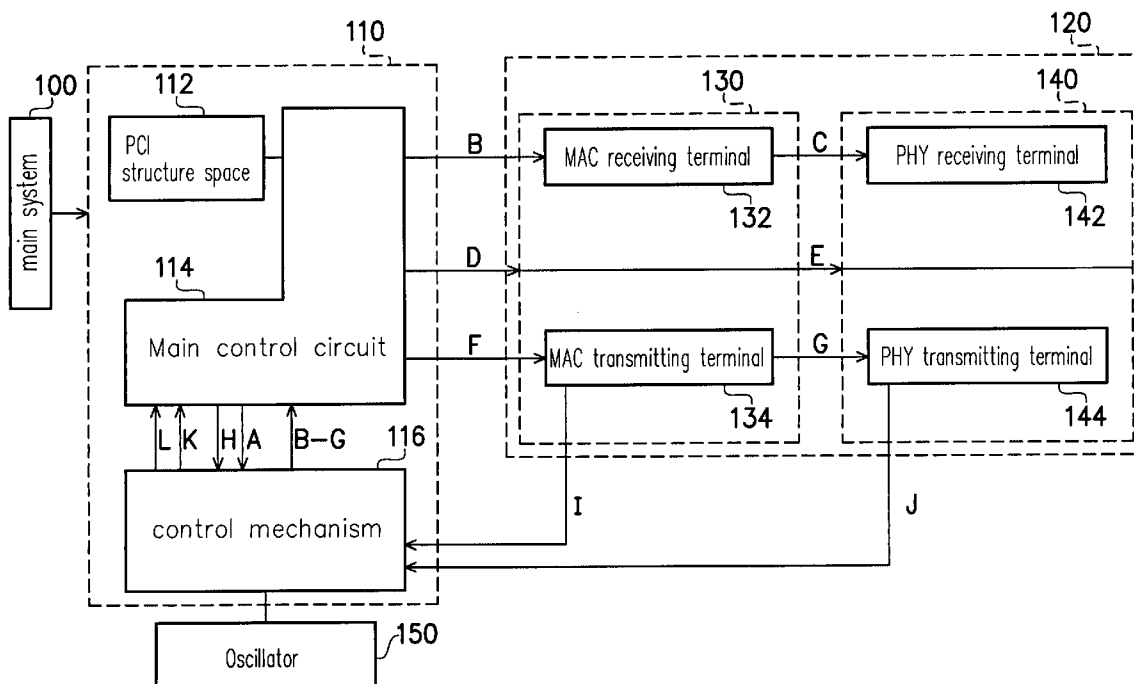 110
120
100
112
130
140
main system
PCI
structure space
B
MAC receiving terminal
C
PHY receiving terminal
132
142
114
D
E
Main control circuit
F
MAC transmitting terminal
G
PHY transmitting terminal
134
144
L K H A B-G
116
control mechanism
I
J
Oscillator
150